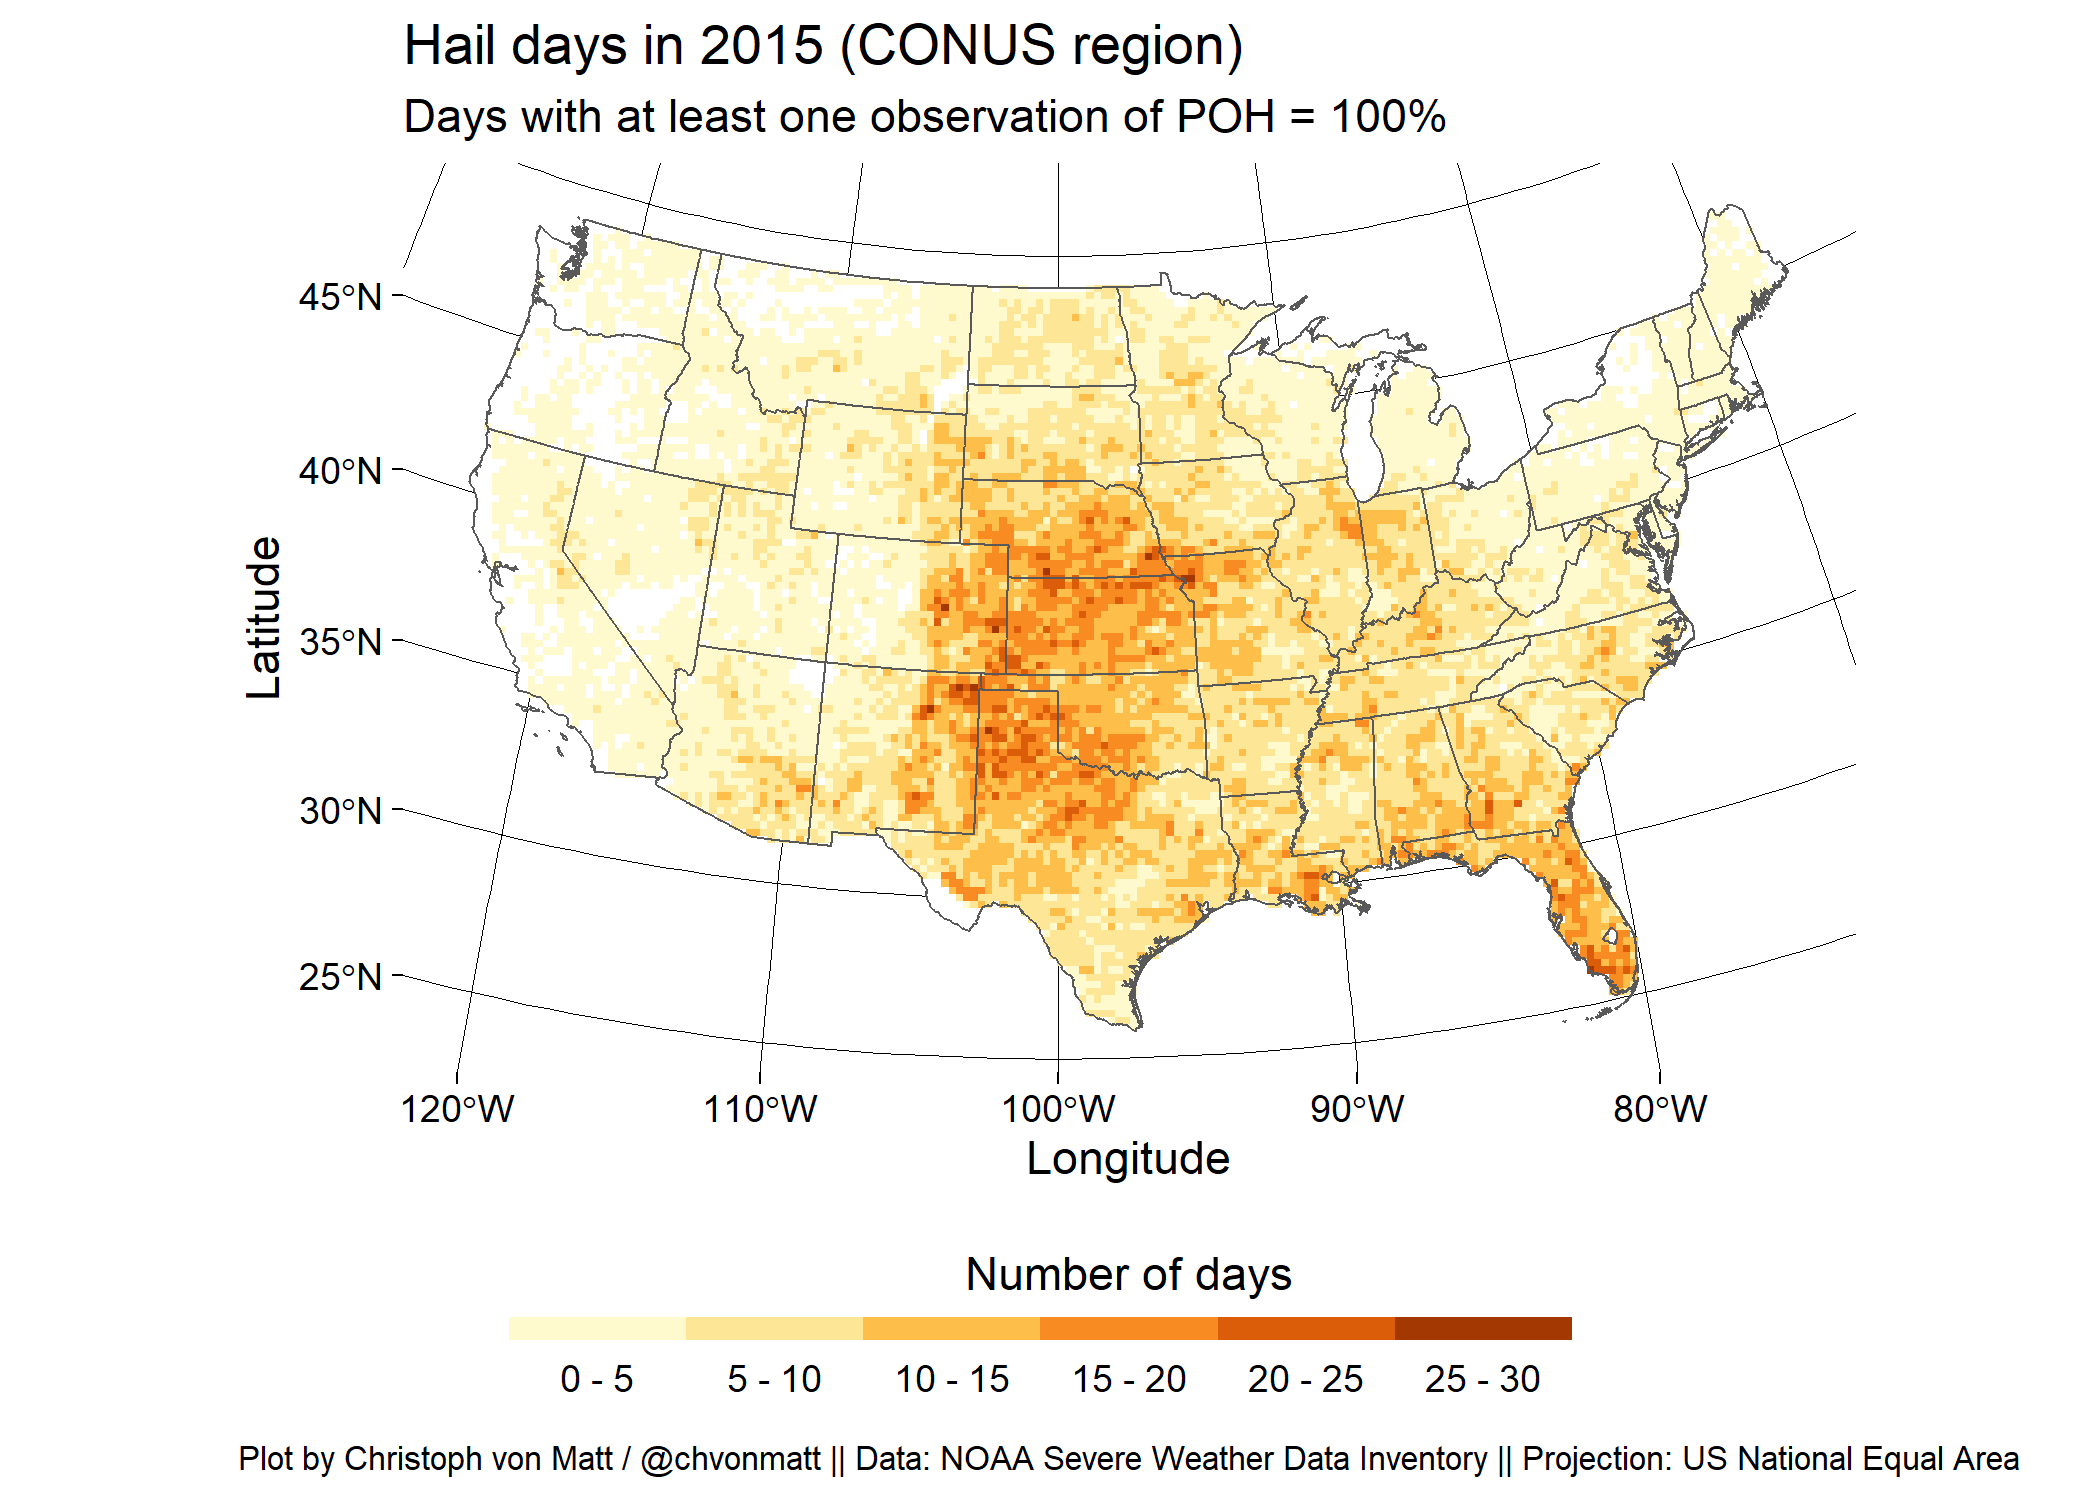 Hail days in 2015 (CONUS region)
Days with at least one observation of POH = 100%
45°N
40°N
35°N
30°N
25°N
Latitude
120°W 110°W 100°W 90°W 80°W
Longitude
Number of days
0 - 5 5 - 10 10 - 15 15 - 20 20 - 25 25 - 30
Plot by Christoph von Matt / @chvonmatt || Data: NOAA Severe Weather Data Inventory || Projection: US National Equal Area